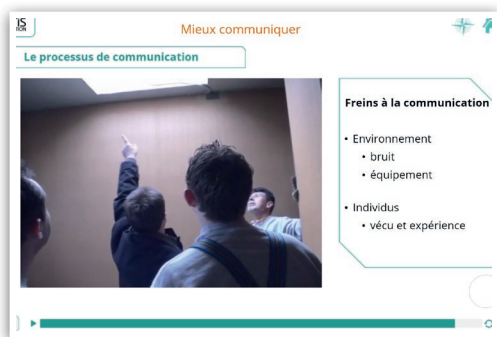 Mieux communiquer
Le processus de communication
Freins à la communication
• Environnement
• bruit
• équipement
• Individus
• vécu et expérience